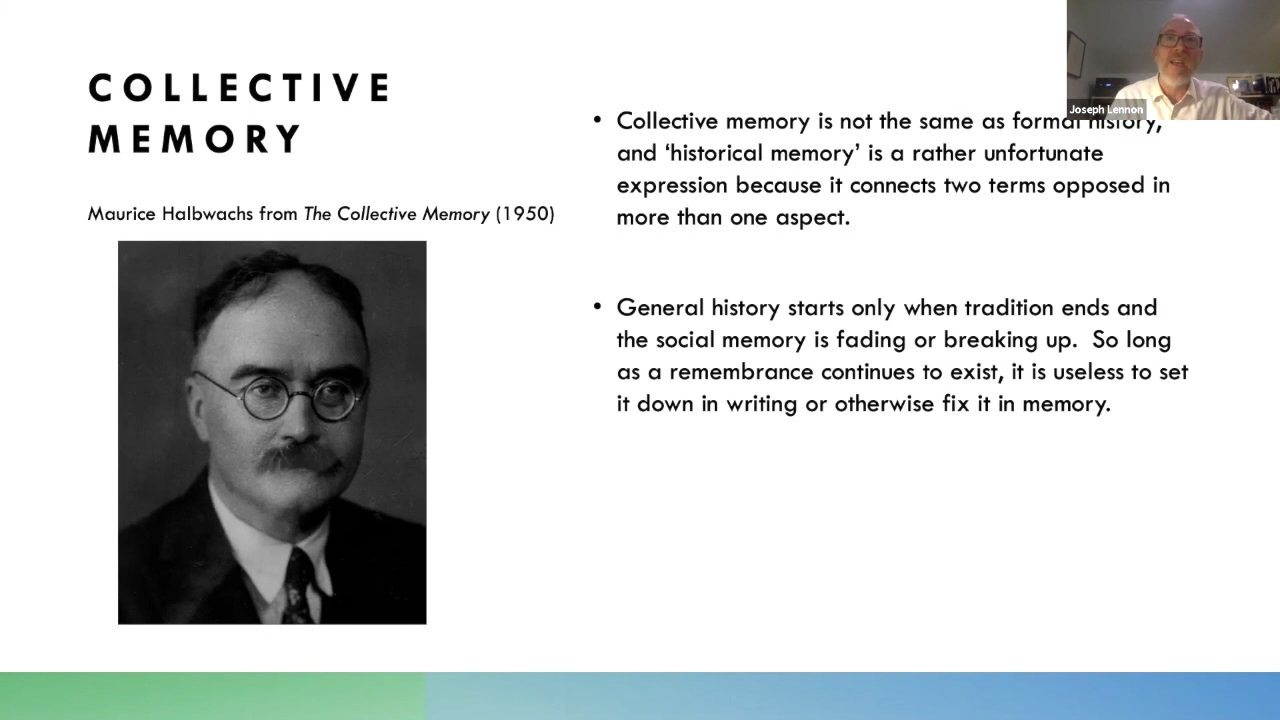 COLLECTIVE
MEMORY
Maurice Halbwachs from The Collective Memory (1950)
• Collective memory is not the same as formal history,
and ‘historical memory’ is a rather unfortunate
expression because it connects two terms opposed in
more than one aspect.
• General history starts only when tradition ends and
the social memory is fading or breaking up.  So long
as a remembrance continues to exist, it is useless to set
it down in writing or otherwise fix it in memory.
Joseph Lennon